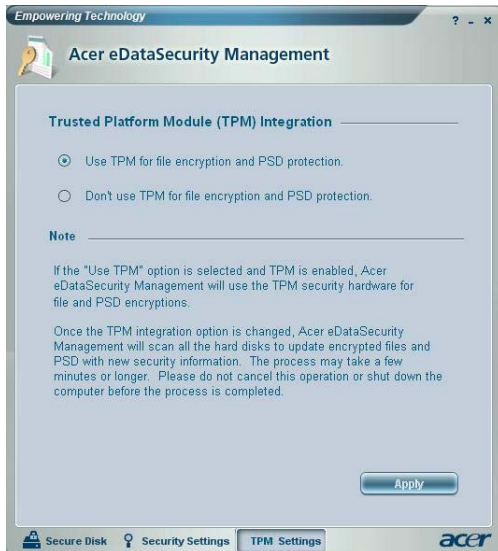 Empowering Technology
? - x
Acer eDataSecurity Management
Trusted Platform Module (TPM) Integration
Use TPM for file encryption and PSD protection.
Don't use TPM for file encryption and PSD protection.
Note
If the "Use TPM" option is selected and TPM is enabled, Acer
eDataSecurity Management will use the TPM security hardware for
file and PSD encryptions.
Once the TPM integration option is changed, Acer eDataSecurity
Management will scan all the hard disks to update encrypted files and
PSD with new security information. The process may take a few
minutes or longer. Please do not cancel this operation or shut down the
computer before the process is completed.
Apply
Secure Disk Security Settings TPM Settings acer